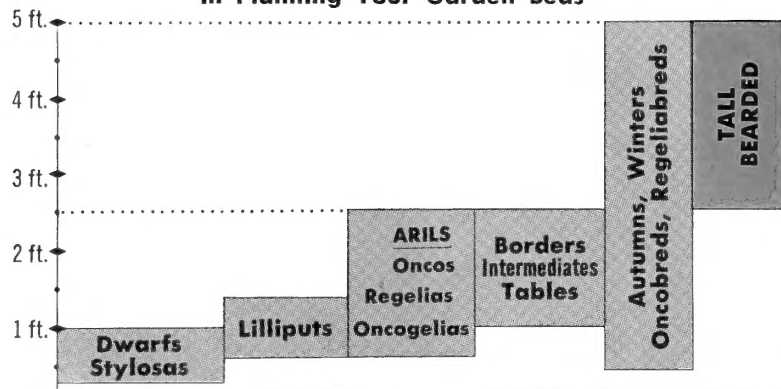 In Planning Your Garden Beds
5 ft.
4 ft.
3 ft.
2 ft.
1 ft.
Dwarfs
Stylosas
Lilliputs
ARILS
Oncos
Regelias
Oncogelias
Borders
Intermediates
Tables
Autumns, Winters
Oncobreds, Regeliabreds
TALL
BEARDED